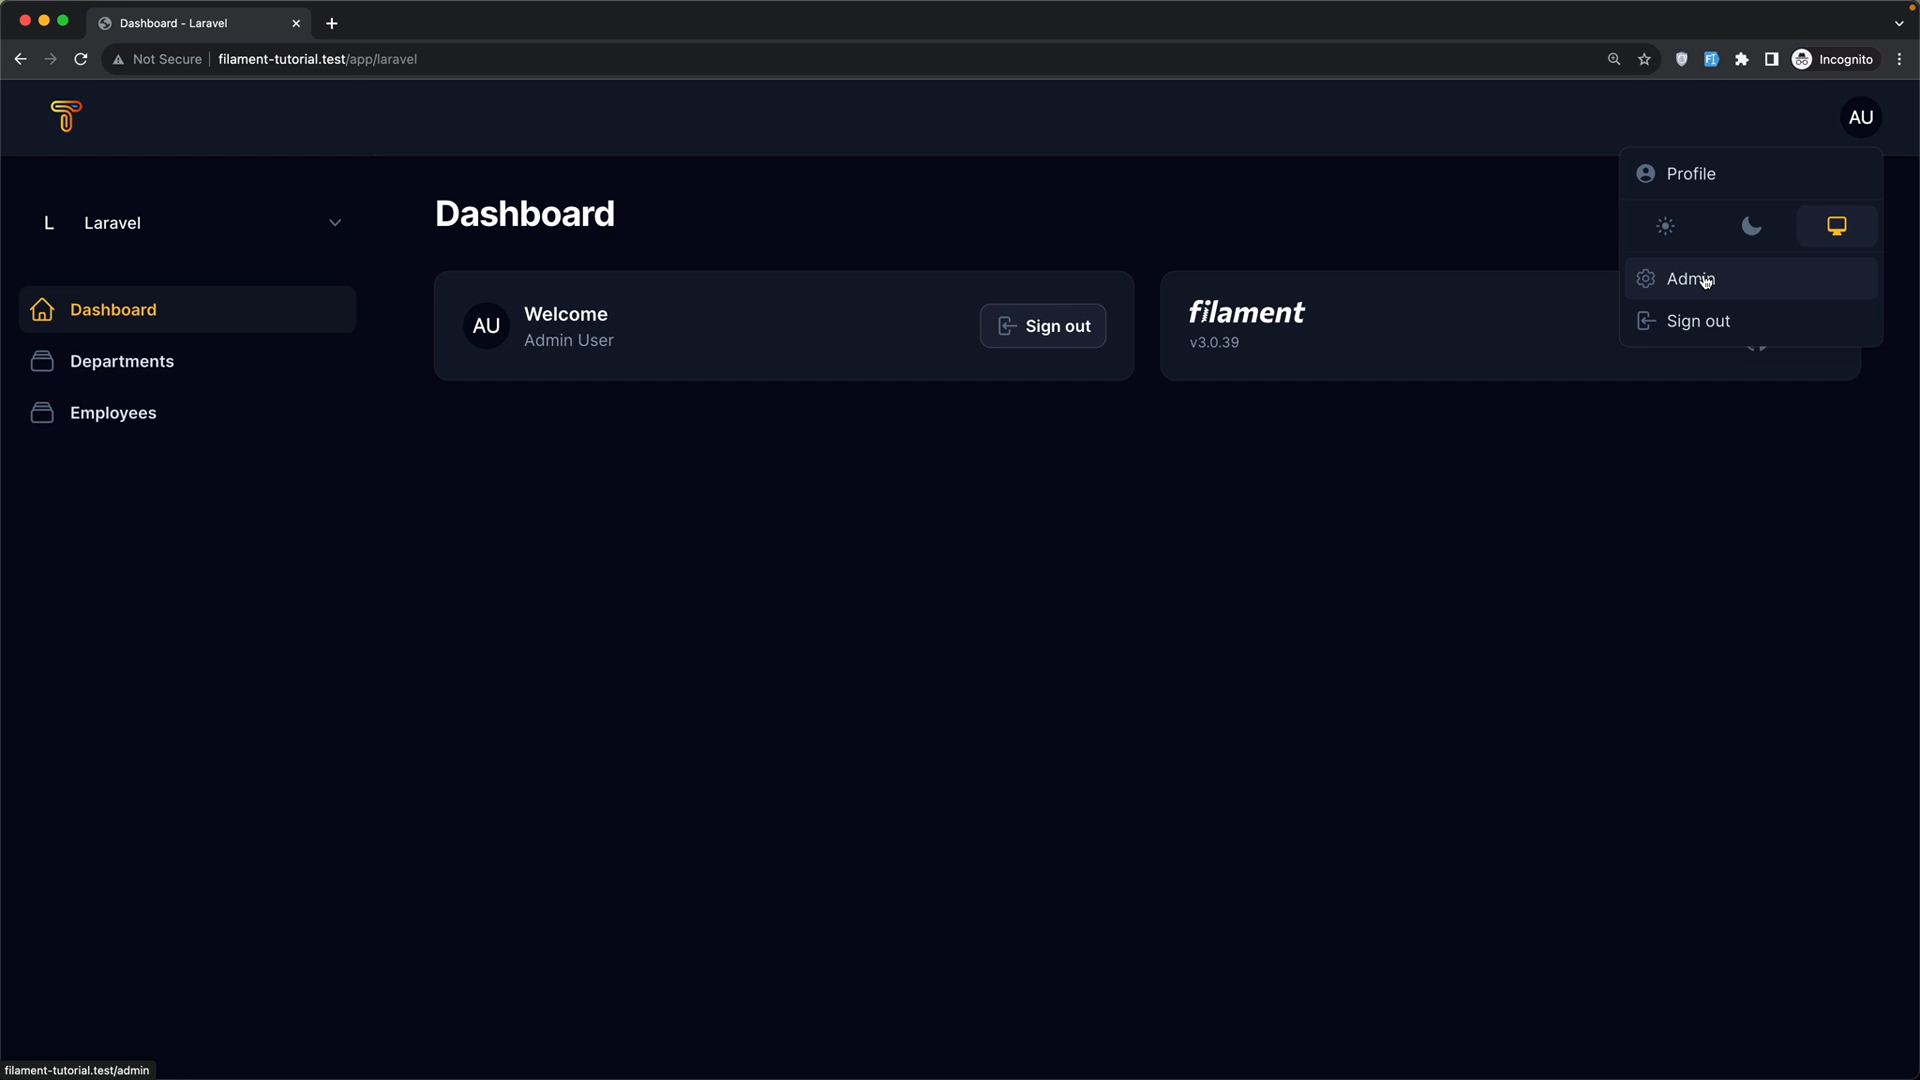 Dashboard - Laravel
Not Secure filament-tutorial.test/app/laravel
Incognito
AU
Profile
Admin
Sign out
L Laravel
Dashboard
Departments
Employees
Dashboard
AU
Welcome
Admin User
Sign out
filament
v3.0.39
filament-tutorial.test/admin